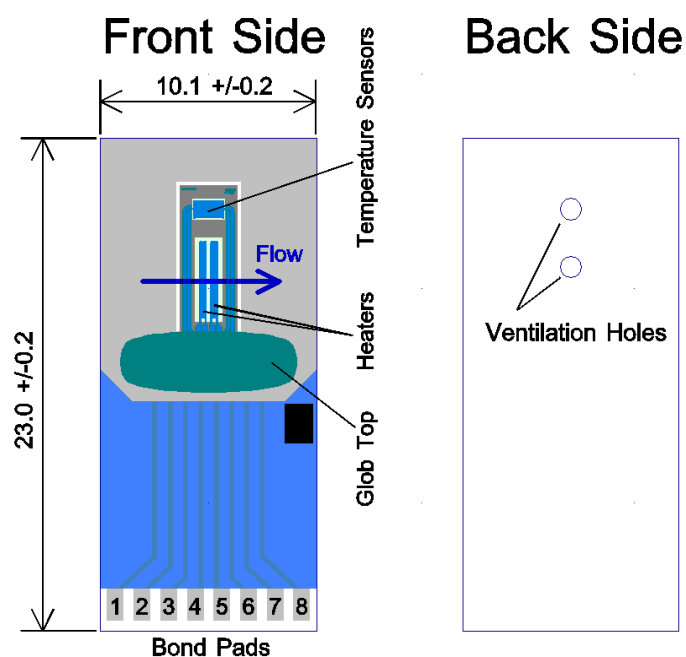 Front Side
Back Side
10.1 +/-0.2
Temperature Sensors
Flow
23.0 +/-0.2
Heaters
Ventilation Holes
Glob Top
1 2 3 4 5 6 7 8
Bond Pads